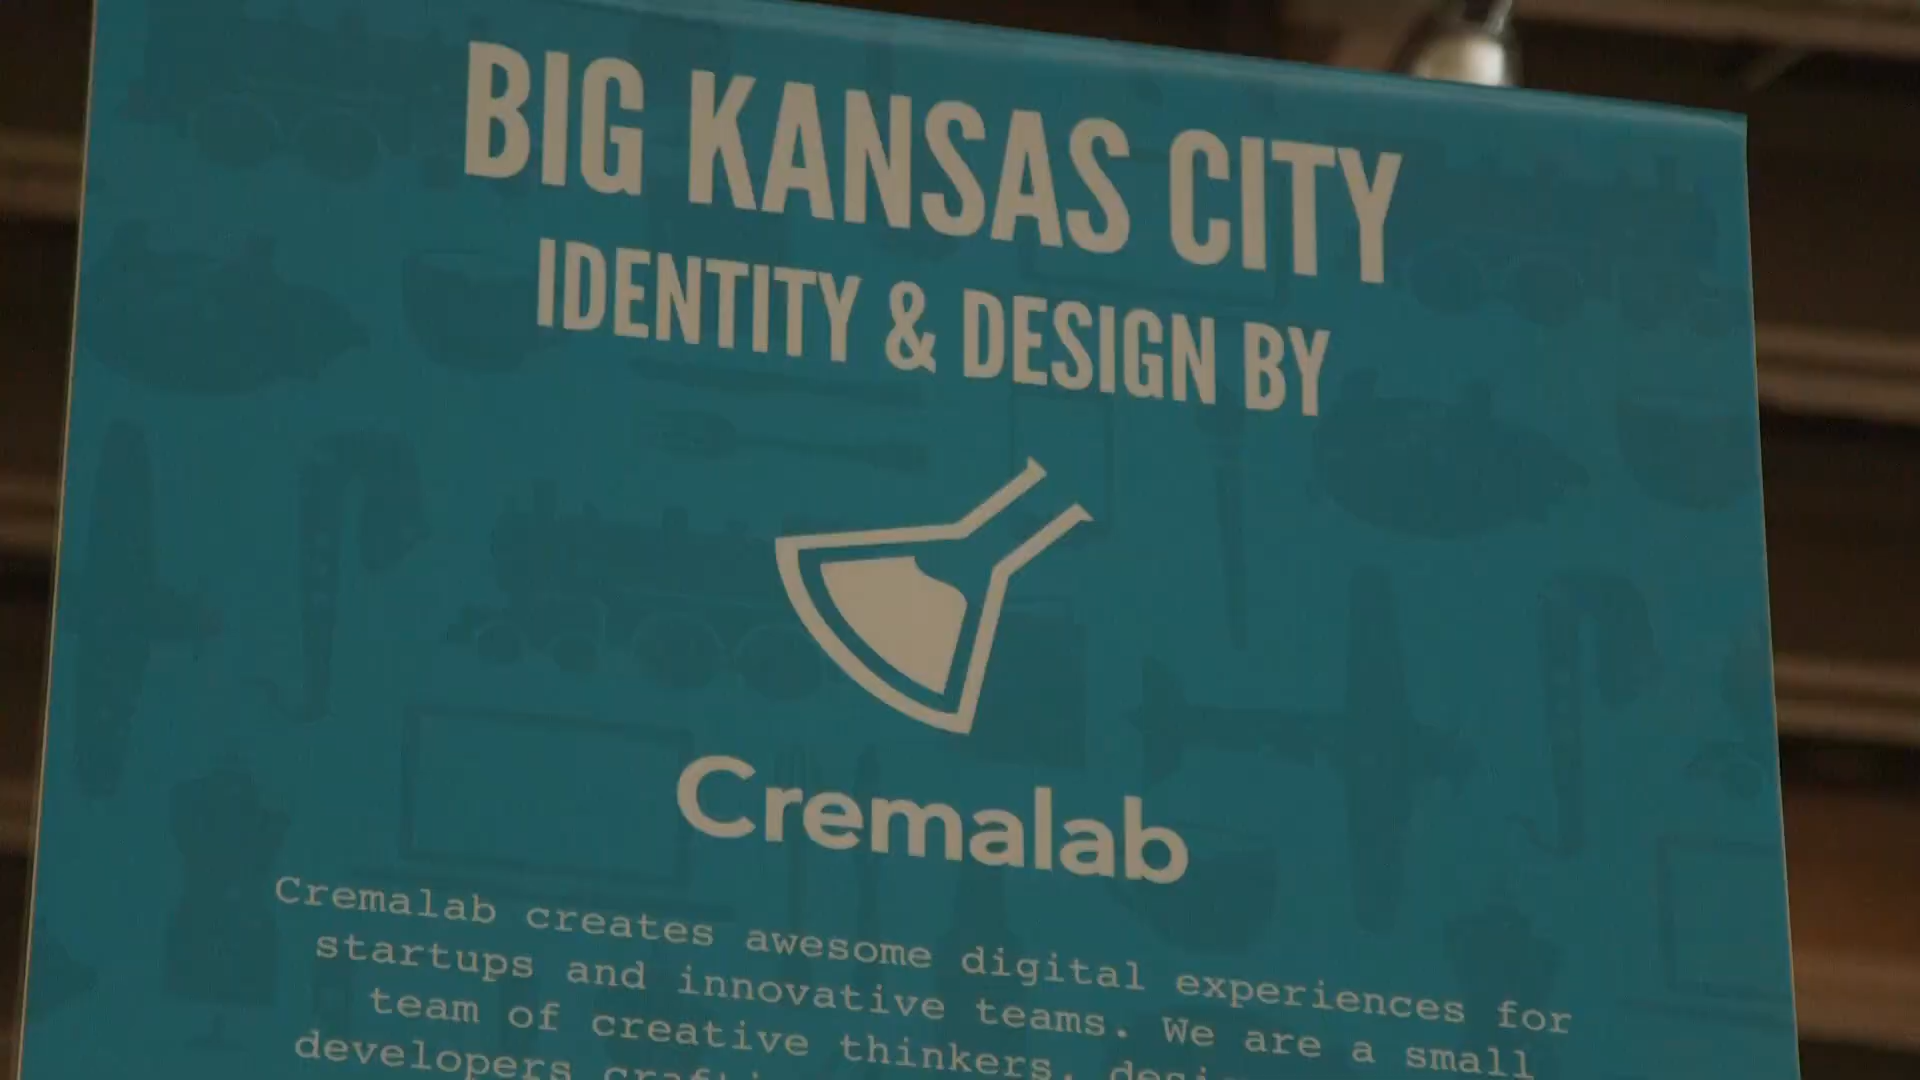 BIG KANSAS CITY
IDENTITY & DESIGN BY
Cremalab
Cremalab creates awesome digital experiences for
startups and innovative teams. We are a small
team of creative thinkers,
developers